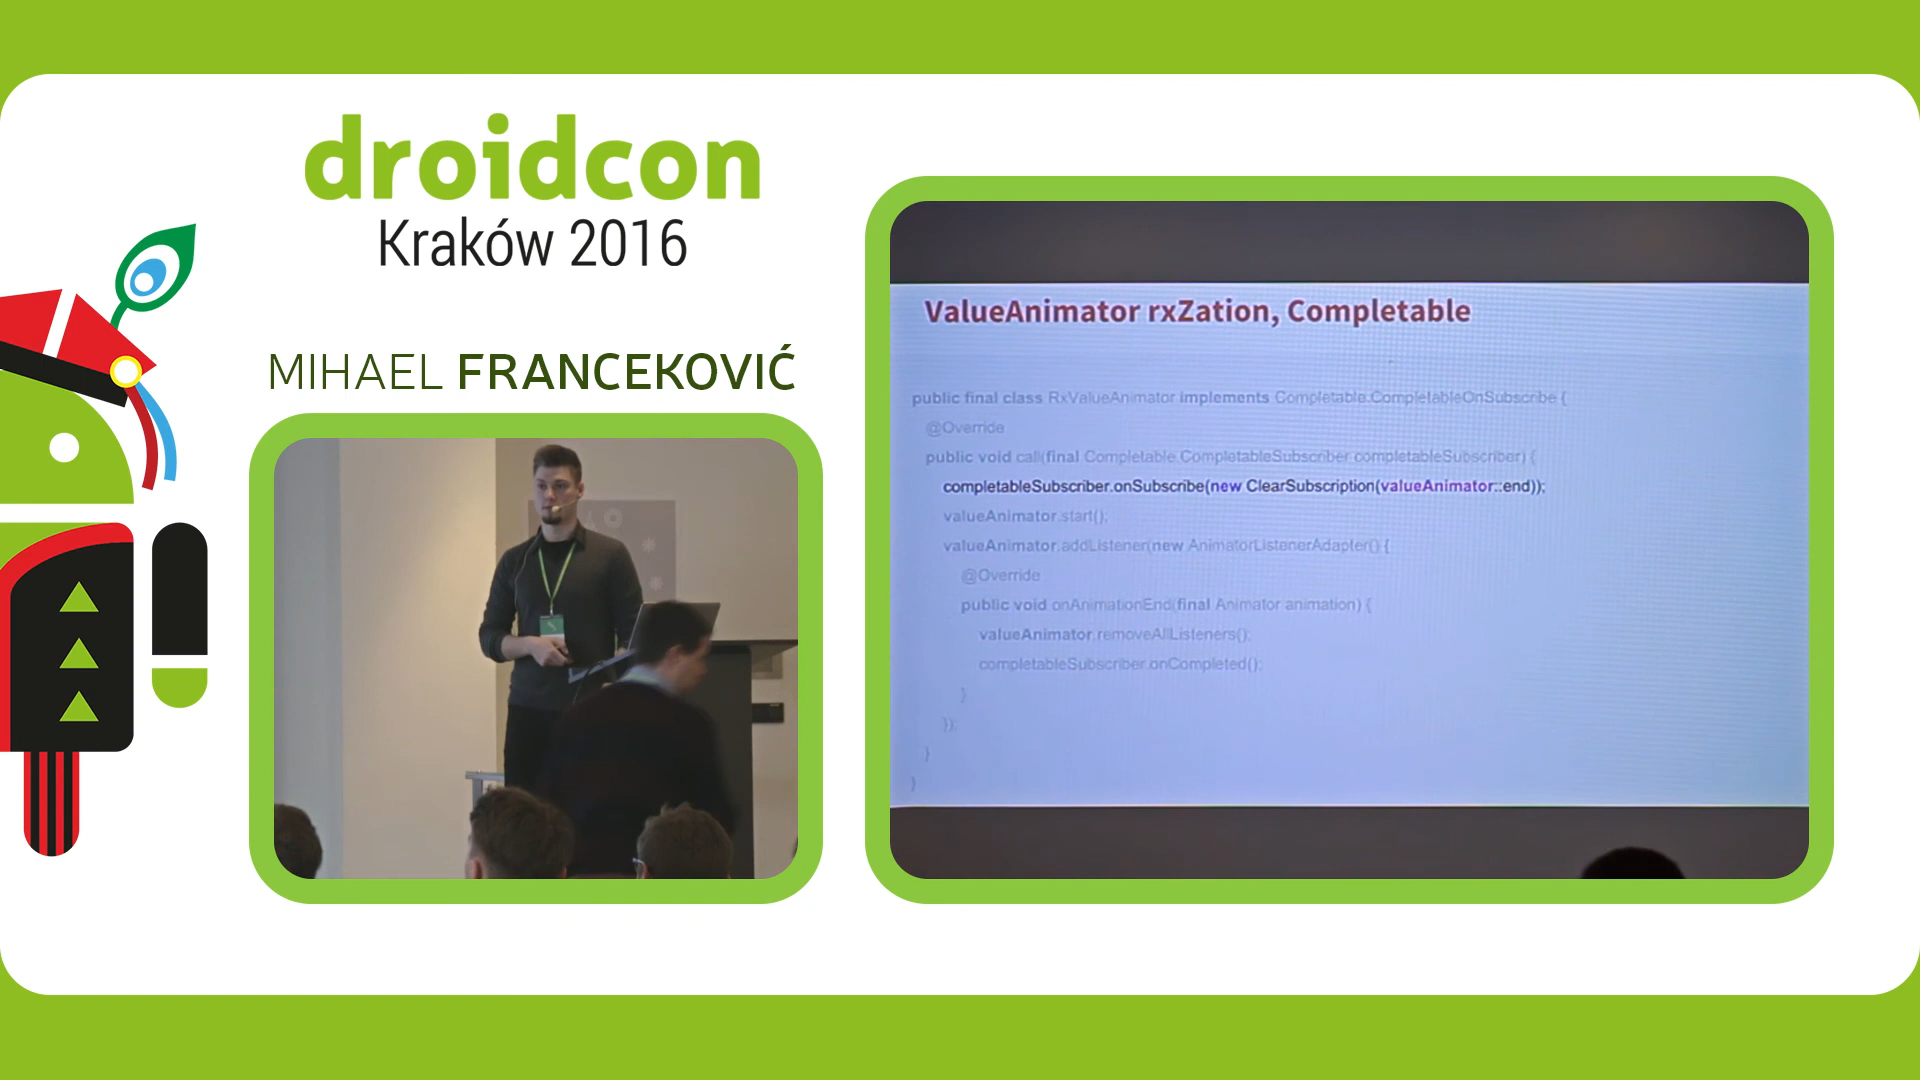 droidcon
Kraków 2016
MIHAEL FRANCEKOVIĆ
ValueAnimator rxZation, Completable
public final class RxValueAnimator implements Completable.CompletableOnSubscribe {
@Override
public void call(final Completable.CompletableSubscriber completableSubscriber) {
completableSubscriber.onSubscribe(new ClearSubscription(valueAnimator::end));
valueAnimator.start();
valueAnimator.addListener(new AnimatorListenerAdapter() {
@Override
public void onAnimationEnd(final Animator animation) {
valueAnimator.removeAllListeners();
completableSubscriber.onCompleted();
}
});
}
}